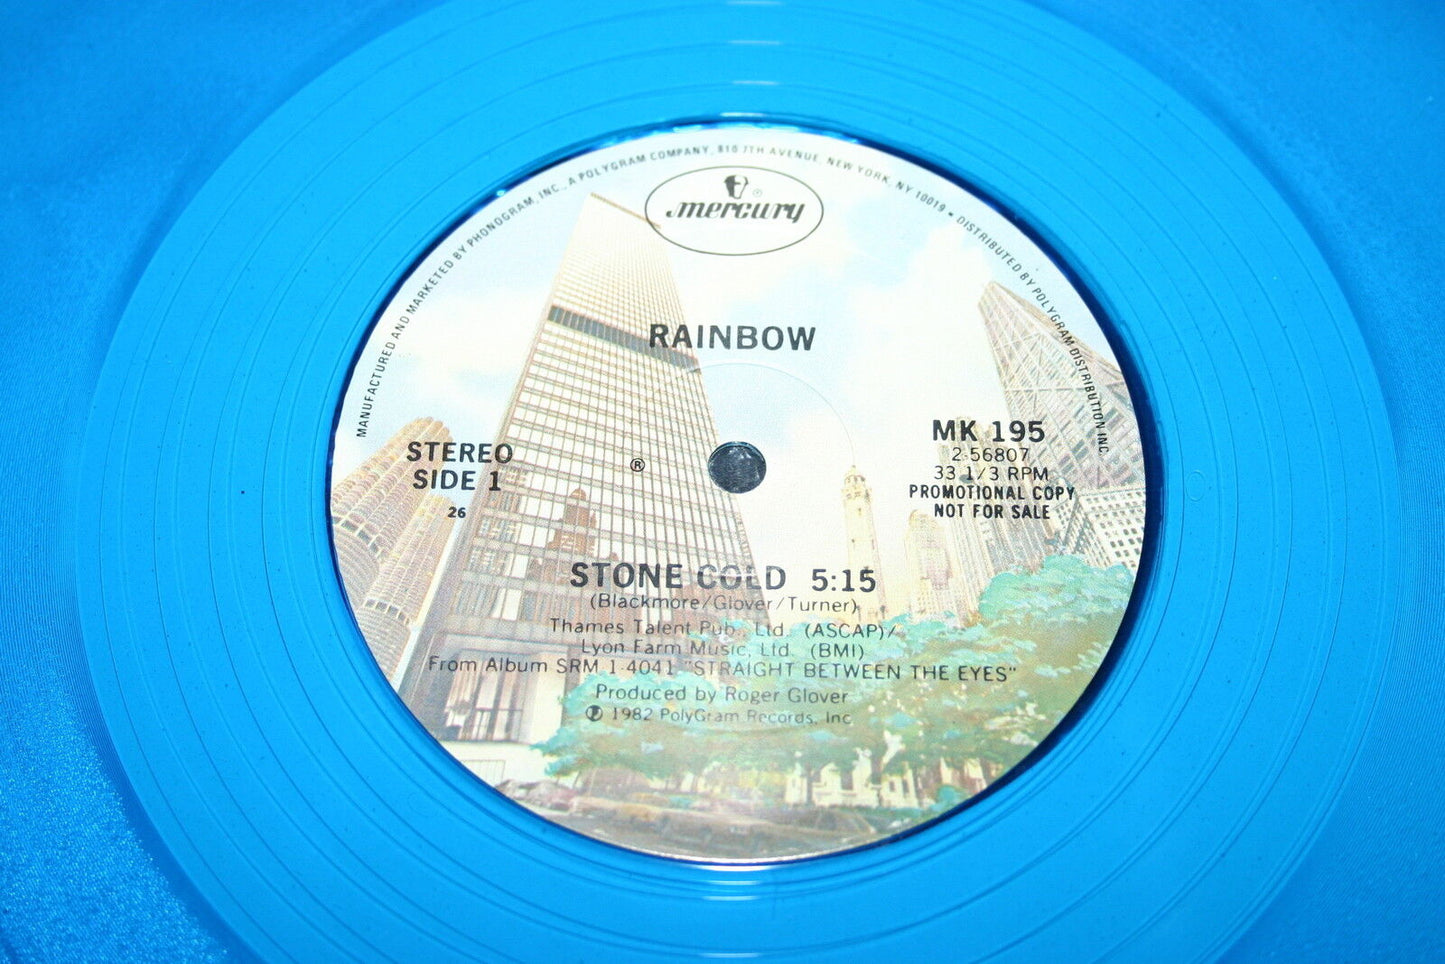 MANUFACTURED AND MARKETED BY PHONOGRAM, INC., A POLYGRAM COMPANY, 810 7TH AVENUE, NEW YORK, NY 10019 • DISTRIBUTED BY POLYGRAM DISTRIBUTION INC
mercury ®
RAINBOW
STEREO
SIDE 1
26
®
MK 195
2-56807
33 1/3 RPM
PROMOTIONAL COPY
NOT FOR SALE
STONE COLD 5:15
(Blackmore/Glover/Turner)
Thames Talent Pub., Ltd. (ASCAP)/
Lyon Farm Music, Ltd. (BMI)
From Album SRM 1-4041 "STRAIGHT BETWEEN THE EYES"
Produced by Roger Glover
℗ 1982 PolyGram Records, Inc